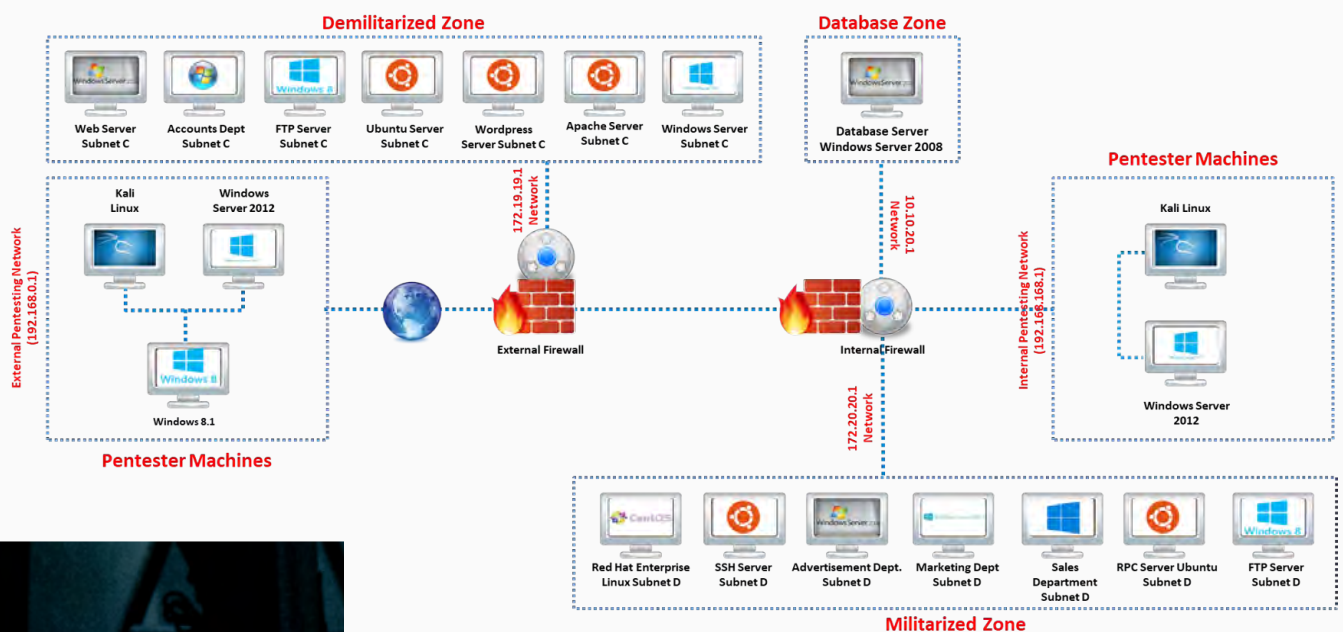 Demilitarized Zone
Web Server
Subnet C
Accounts Dept
Subnet C
Windows 8
FTP Server
Subnet C
Ubuntu Server
Subnet C
Wordpress
Server Subnet C
Apache Server
Subnet C
Windows Server
Subnet C
Database Zone
Database Server
Windows Server 2008
Pentester Machines
Kali Linux
Windows Server
2012
Internal Pentesting Network
(192.168.168.1)
External Pentesting Network
(192.168.0.1)
Kali
Linux
Windows
Server 2012
Windows 8
Windows 8.1
Pentester Machines
172.19.19.1
Network
External Firewall
10.10.20.1
Network
Internal Firewall
172.20.20.1
Network
CentOS
Red Hat Enterprise
Linux Subnet D
SSH Server
Subnet D
Advertisement Dept.
Subnet D
Marketing Dept
Subnet D
Sales
Department
Subnet D
RPC Server Ubuntu
Subnet D
Windows 8
FTP Server
Subnet D
Militarized Zone